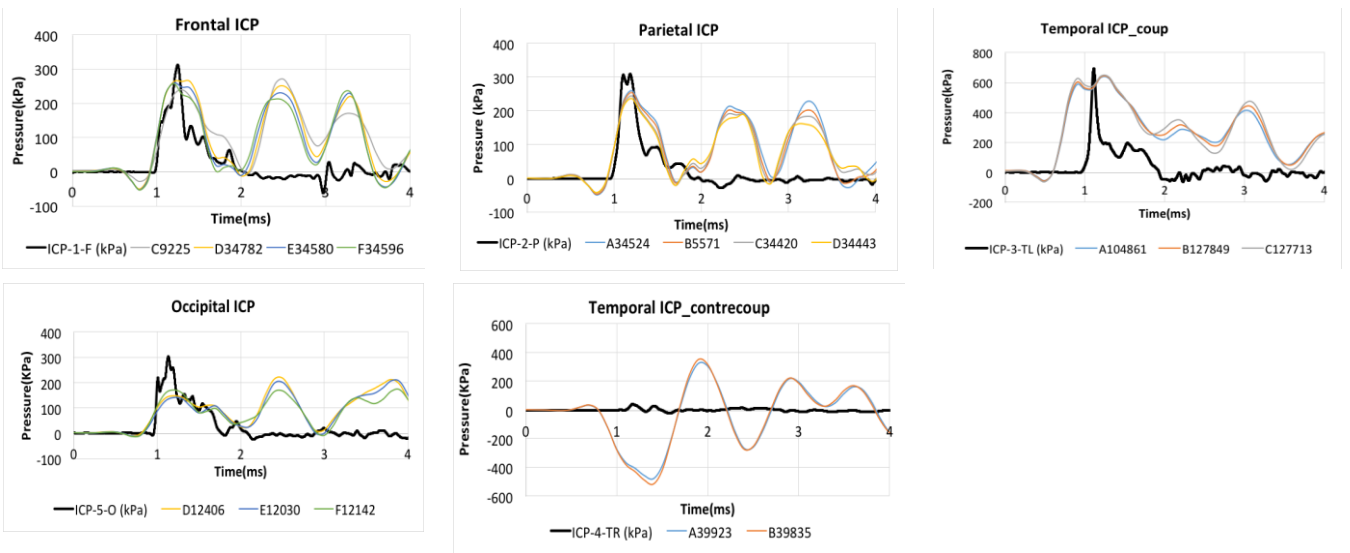 Frontal ICP
Pressure(kPa)
400
300
200
100
0
-100
0 1 2 3 4
Time(ms)
ICP-1-F (kPa) C9225 D34782 E34580 F34596
Parietal ICP
Pressure (kPa)
400
300
200
100
0
-100
0 1 2 3 4
Time(ms)
ICP-2-P (kPa) A34524 B5571 C34420 D34443
Temporal ICP_coup
Pressure(kPa)
800
600
400
200
0
-200
0 1 2 3 4
Time(ms)
ICP-3-TL (kPa) A104861 B127849 C127713
Occipital ICP
Pressure(KPa)
400
300
200
100
0
-100
0 1 2 3 4
Time(ms)
ICP-5-O (kPa) D12406 E12030 F12142
Temporal ICP_contrecoup
Pressure(KPa)
600
400
200
0
-200
-400
-600
0 1 2 3 4
Time(ms)
ICP-4-TR (kPa) A39923 B39835